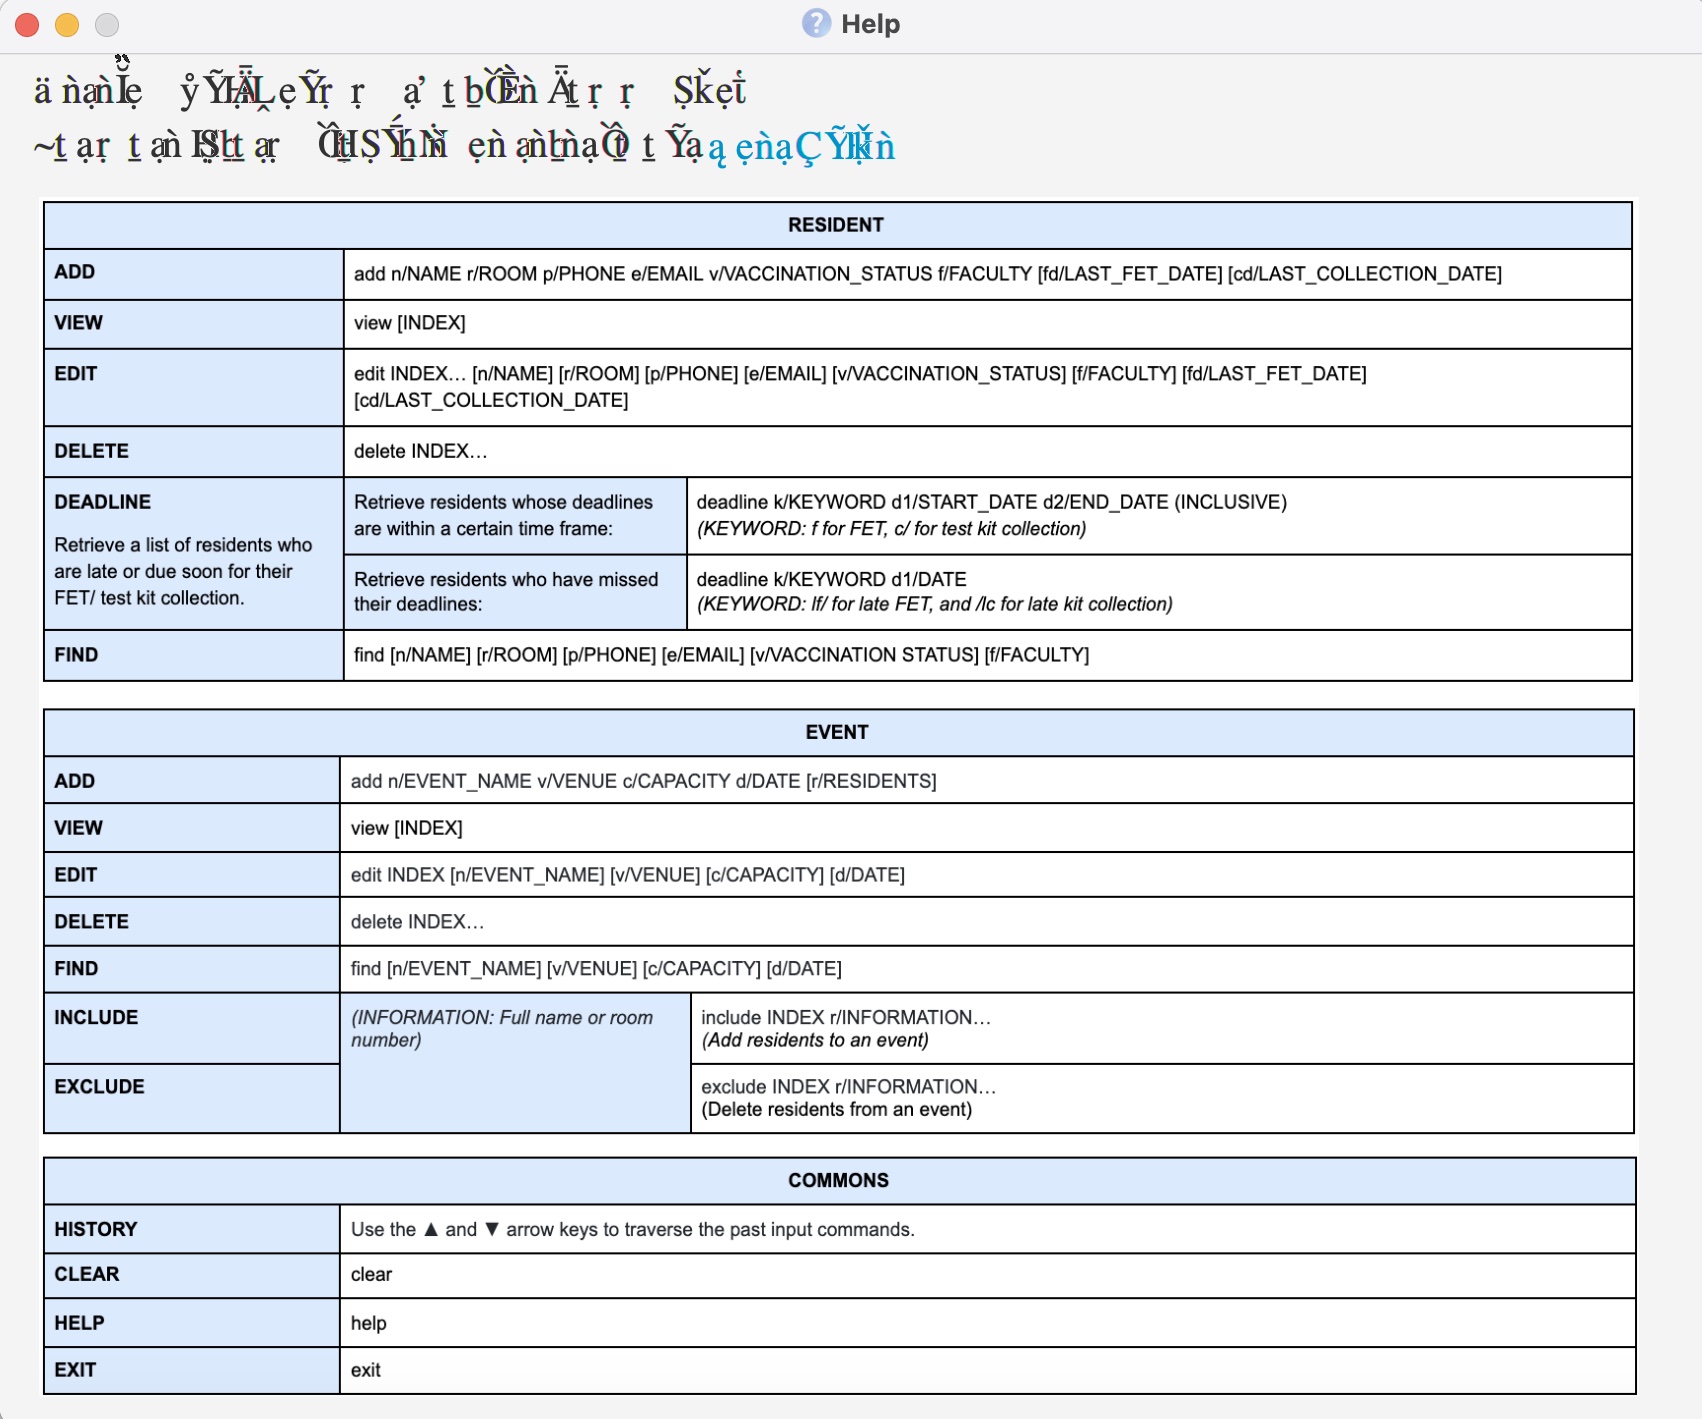 Help
RESIDENT
ADD
add n/NAME r/ROOM p/PHONE e/EMAIL v/VACCINATION_STATUS f/FACULTY [fd/LAST_FET_DATE] [cd/LAST_COLLECTION_DATE]
VIEW
view [INDEX]
EDIT
edit INDEX… [n/NAME] [r/ROOM] [p/PHONE] [e/EMAIL] [v/VACCINATION_STATUS] [f/FACULTY] [fd/LAST_FET_DATE]
[cd/LAST_COLLECTION_DATE]
DELETE
delete INDEX…
DEADLINE
Retrieve a list of residents who
are late or due soon for their
FET/ test kit collection.
Retrieve residents whose deadlines
are within a certain time frame:
deadline k/KEYWORD d1/START_DATE d2/END_DATE (INCLUSIVE)
(KEYWORD: f for FET, c/ for test kit collection)
Retrieve residents who have missed
their deadlines:
deadline k/KEYWORD d1/DATE
(KEYWORD: lf/ for late FET, and /lc for late kit collection)
FIND
find [n/NAME] [r/ROOM] [p/PHONE] [e/EMAIL] [v/VACCINATION STATUS] [f/FACULTY]
EVENT
ADD
add n/EVENT_NAME v/VENUE c/CAPACITY d/DATE [r/RESIDENTS]
VIEW
view [INDEX]
EDIT
edit INDEX [n/EVENT_NAME] [v/VENUE] [c/CAPACITY] [d/DATE]
DELETE
delete INDEX…
FIND
find [n/EVENT_NAME] [v/VENUE] [c/CAPACITY] [d/DATE]
INCLUDE
(INFORMATION: Full name or room
number)
include INDEX r/INFORMATION…
(Add residents to an event)
EXCLUDE
exclude INDEX r/INFORMATION…
(Delete residents from an event)
COMMONS
HISTORY
Use the ▲ and ▼ arrow keys to traverse the past input commands.
CLEAR
clear
HELP
help
EXIT
exit